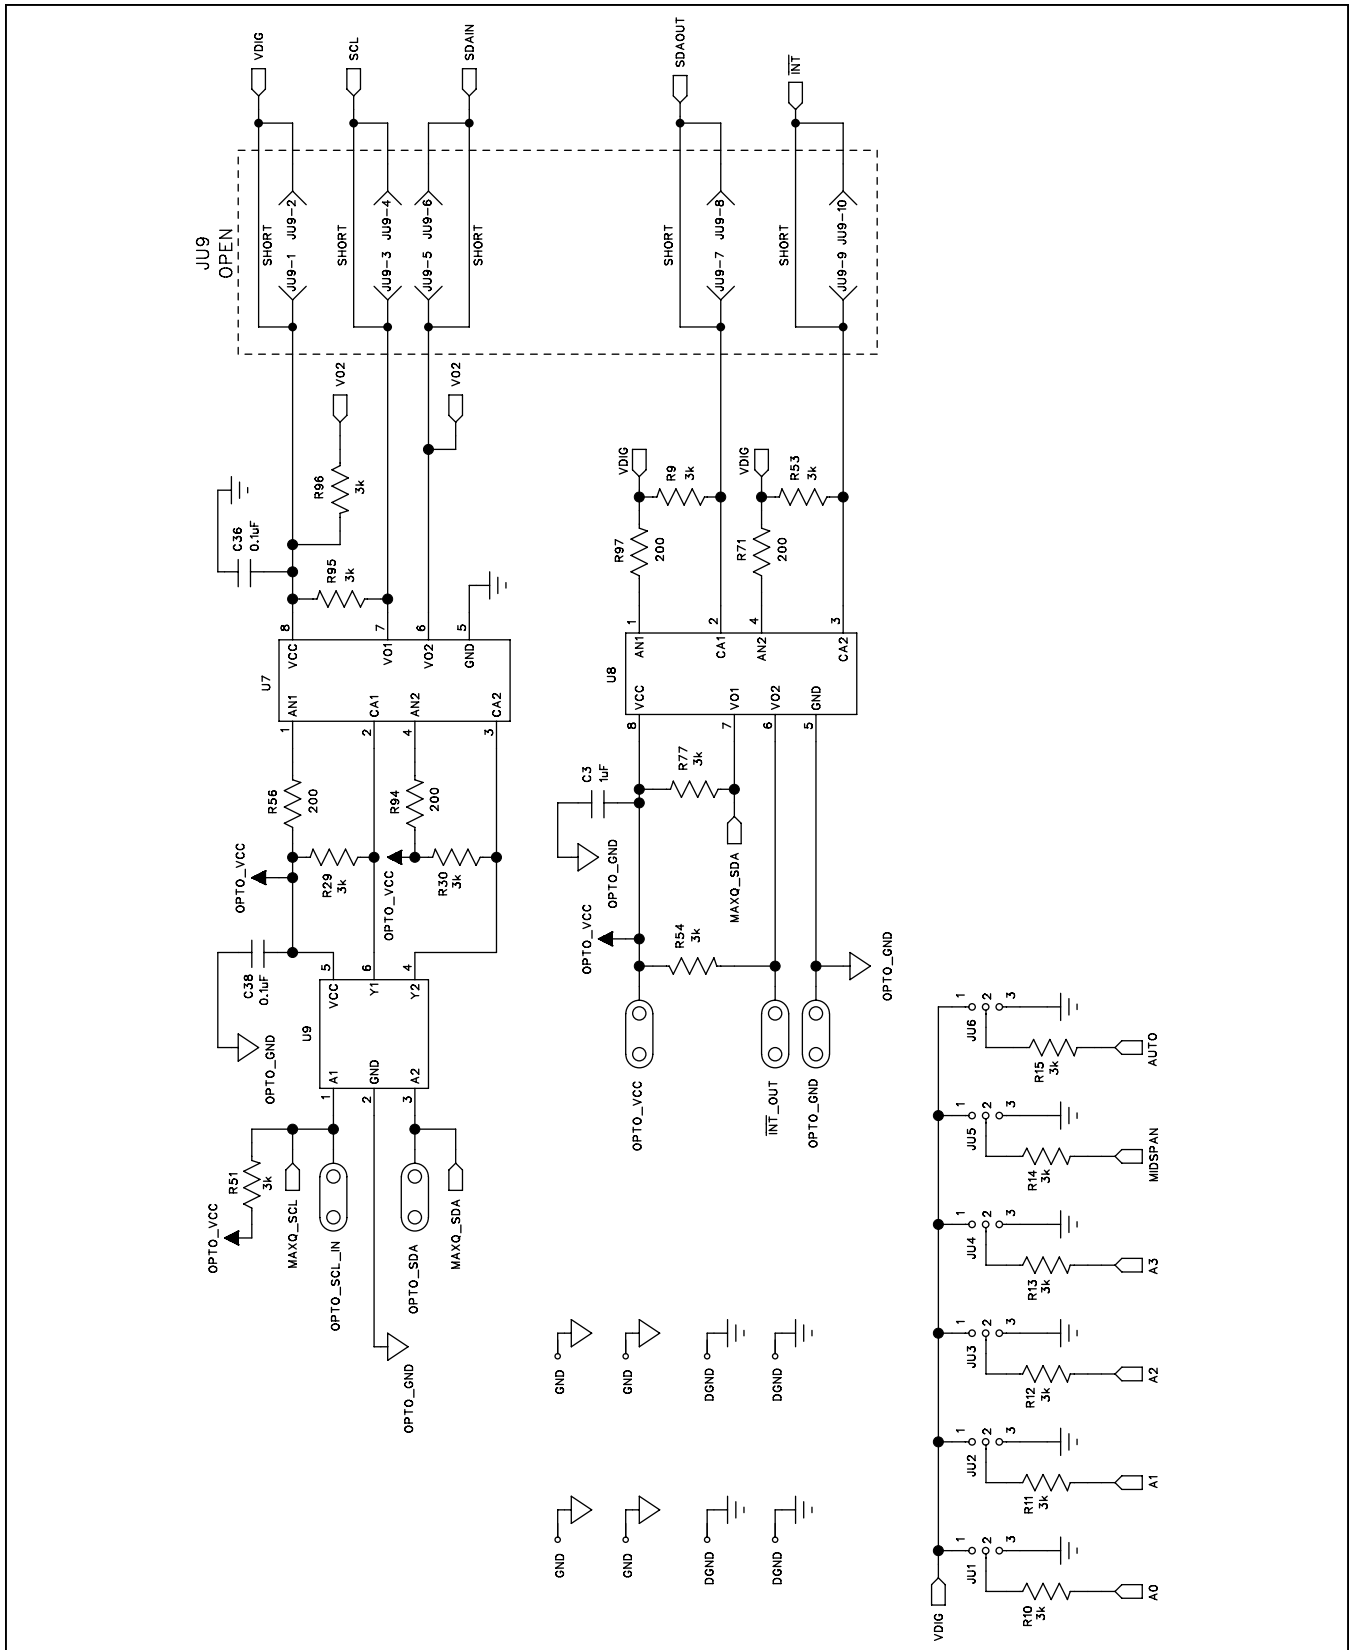 VDIG
SCL
SDAIN
SDAOUT
INT
JU9
OPEN
SHORT
JU9-1 JU9-2
SHORT
JU9-3 JU9-4
JU9-5 JU9-6
SHORT
SHORT
JU9-7 JU9-8
SHORT
JU9-9 JU9-10
VO2
VO2
C36
0.1uF
R96
3k
R95
3k
VDIG
R9
3k
VDIG
R53
3k
R97
200
R71
200
8
7
6
5
U7
VCC
VO1
VO2
GND
AN1
CA1
AN2
CA2
1
2
4
3
1
2
4
3
U8
AN1
CA1
AN2
CA2
VCC
VO1
VO2
GND
8
7
6
5
R56
200
R94
200
OPTO_VCC
R29
3k
OPTO_VCC
R30
3k
C3
1uF
OPTO_GND
R77
3k
MAXQ_SDA
OPTO_VCC
R54
3k
OPTO_GND
C38
0.1uF
OPTO_GND
5
6
4
U9
VCC
Y1
Y2
A1
GND
A2
1
2
3
OPTO_VCC
INT_OUT
OPTO_GND
OPTO_VCC
R51
3k
MAXQ_SCL
OPTO_SCL_IN
OPTO_SDA
MAXQ_SDA
OPTO_GND
GND
GND
DGND
DGND
GND
GND
DGND
DGND
JU6
1
2
3
R15
3k
AUTO
JU5
1
2
3
R14
3k
MIDSPAN
JU4
1
2
3
R13
3k
A3
JU3
1
2
3
R12
3k
A2
JU2
1
2
3
R11
3k
A1
JU1
1
2
3
R10
3k
A0
VDIG